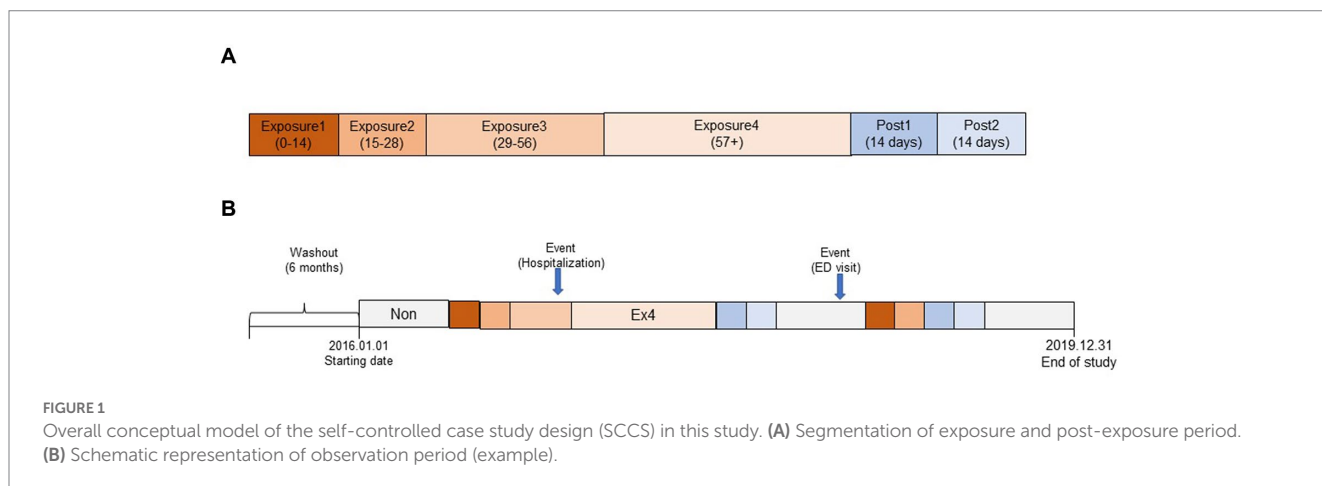 A
Exposure1
(0-14)
Exposure2
(15-28)
Exposure3
(29-56)
Exposure4
(57+)
Post1
(14 days)
Post2
(14 days)
B
Washout
(6 months)
Event
(Hospitalization)
Event
(ED visit)
Non
Ex4
2016.01.01
Starting date
2019.12.31
End of study
FIGURE 1
Overall conceptual model of the self-controlled case study design (SCCS) in this study. (A) Segmentation of exposure and post-exposure period.
(B) Schematic representation of observation period (example).